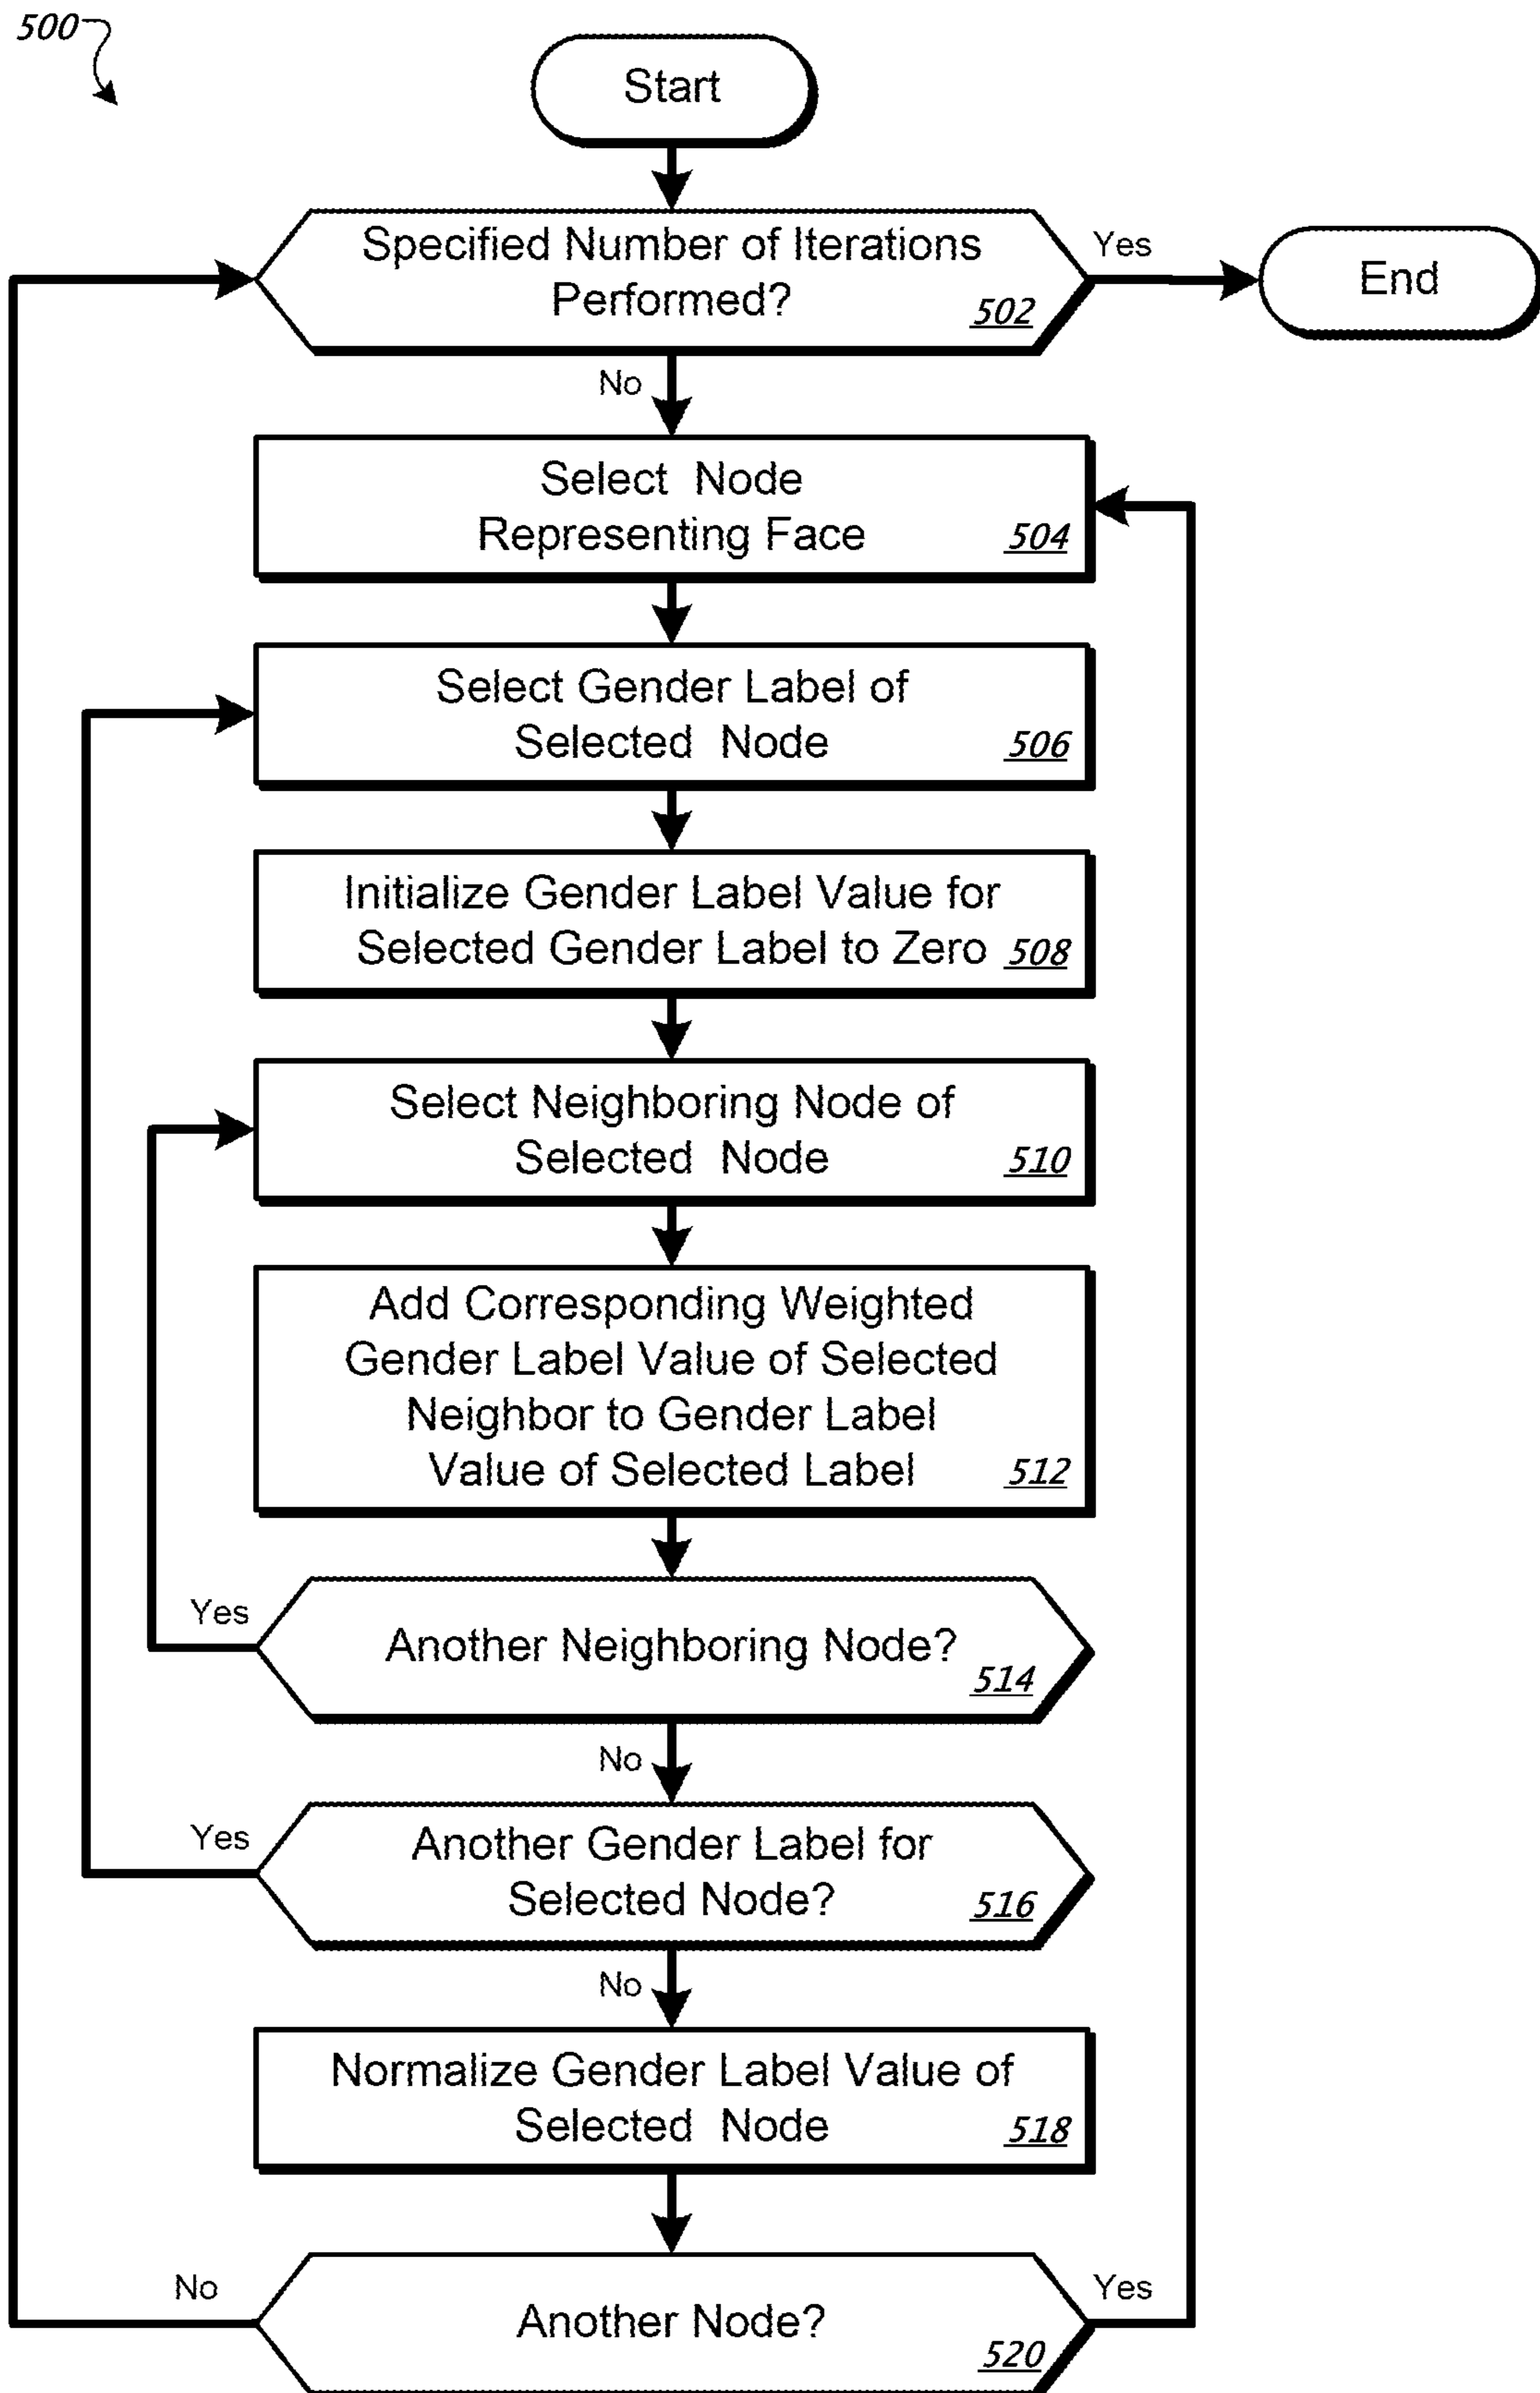 500
Start
Specified Number of Iterations
Performed?
502
Yes
End
No
Select Node
Representing Face
504
Select Gender Label of
Selected Node
506
Initialize Gender Label Value for
Selected Gender Label to Zero
508
Select Neighboring Node of
Selected Node
510
Add Corresponding Weighted
Gender Label Value of Selected
Neighbor to Gender Label
Value of Selected Label
512
Yes
Another Neighboring Node?
514
No
Yes
Another Gender Label for
Selected Node?
516
No
Normalize Gender Label Value of
Selected Node
518
No
Another Node?
520
Yes